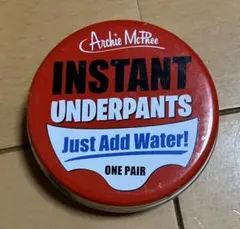 Archie McPhee
INSTANT
UNDERPANTS
Just Add Water!
ONE PAIR